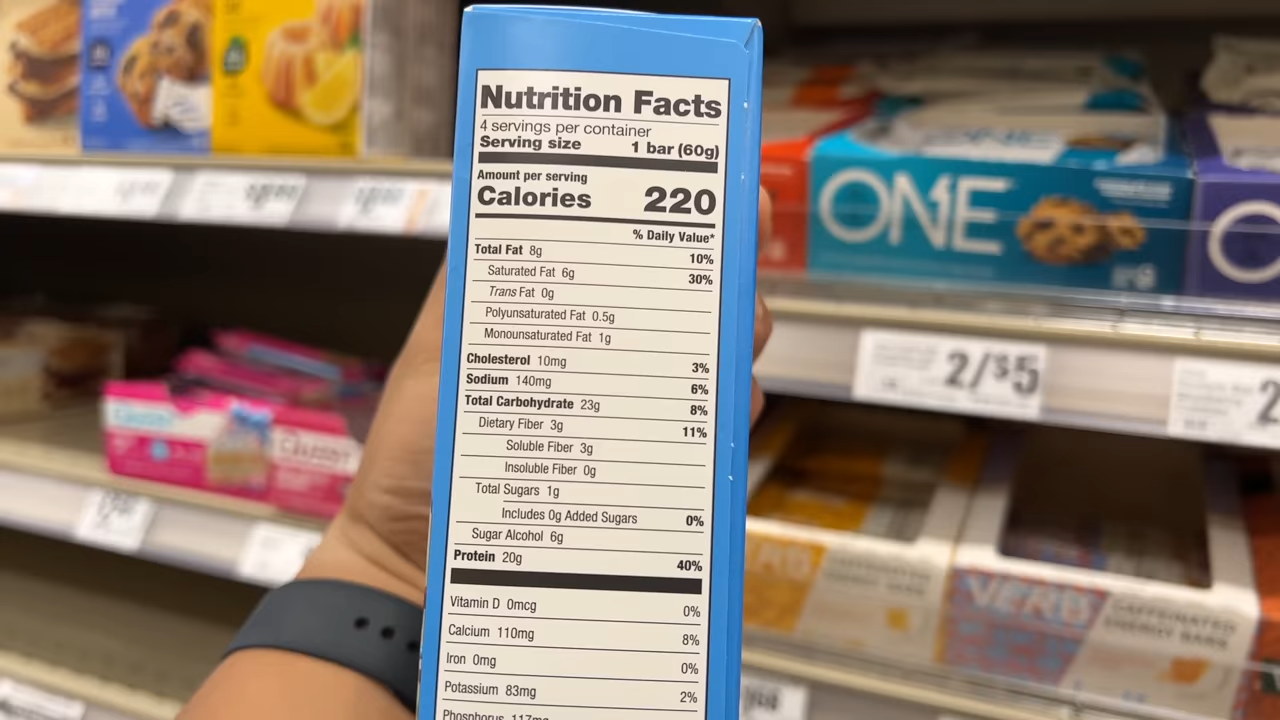 Nutrition Facts
4 servings per container
Serving size 1 bar (60g)
Amount per serving
Calories 220
% Daily Value*
Total Fat 8g 10%
Saturated Fat 6g 30%
Trans Fat 0g
Polyunsaturated Fat 0.5g
Monounsaturated Fat 1g
Cholesterol 10mg 3%
Sodium 140mg 6%
Total Carbohydrate 23g 8%
Dietary Fiber 3g 11%
Soluble Fiber 3g
Insoluble Fiber 0g
Total Sugars 1g
Includes 0g Added Sugars 0%
Sugar Alcohol 6g
Protein 20g 40%
Vitamin D 0mcg 0%
Calcium 110mg 8%
Iron 0mg 0%
Potassium 83mg 2%
Phosphorus 117mg
ONE
2/$5
2
VERB
CAFFEINATED
ENERGY BARS